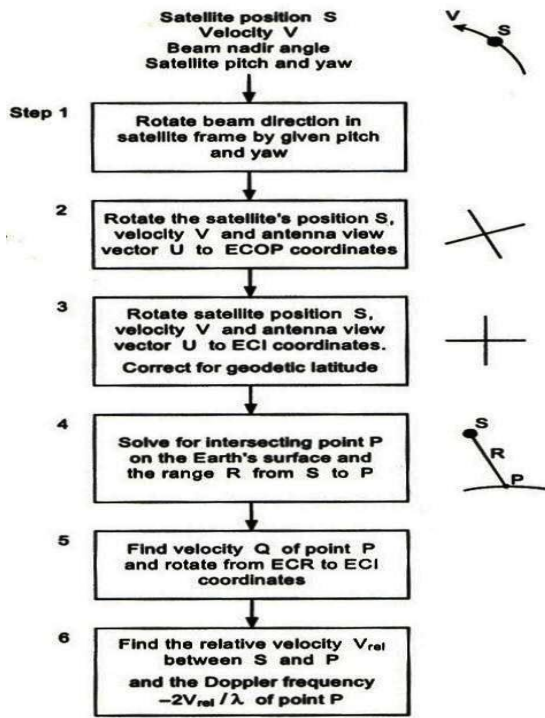 Satellite position S
Velocity V
Beam nadir angle
Satellite pitch and yaw
V
S
Step 1
Rotate beam direction in
satellite frame by given pitch
and yaw
2
Rotate the satellite's position S,
velocity V and antenna view
vector U to ECOP coordinates
3
Rotate satellite position S,
velocity V and antenna view
vector U to ECI coordinates.
Correct for geodetic latitude
4
Solve for intersecting point P
on the Earth's surface and
the range R from S to P
S
R
P
5
Find velocity Q of point P
and rotate from ECR to ECI
coordinates
6
Find the relative velocity Vrel
between S and P
and the Doppler frequency
−2Vrel / λ of point P